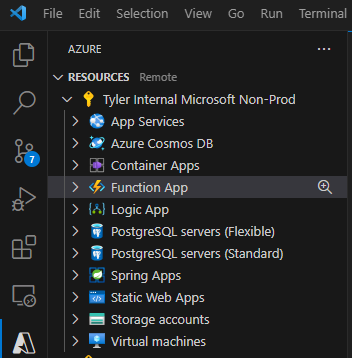 File Edit Selection View Go Run Terminal
AZURE
RESOURCES Remote
Tyler Internal Microsoft Non-Prod
App Services
Azure Cosmos DB
Container Apps
7
Function App
Logic App
PostgreSQL servers (Flexible)
PostgreSQL servers (Standard)
Spring Apps
Static Web Apps
Storage accounts
Virtual machines